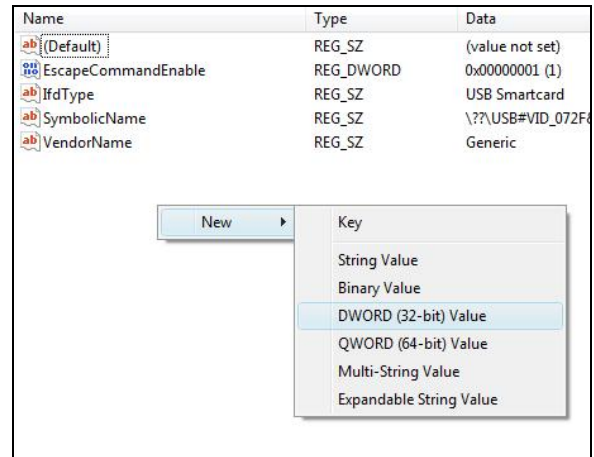 Name Type Data
(Default) REG_SZ (value not set)
EscapeCommandEnable REG_DWORD 0x00000001 (1)
IfdType REG_SZ USB Smartcard
SymbolicName REG_SZ \??\USB#VID_072F&
VendorName REG_SZ Generic
New Key
String Value
Binary Value
DWORD (32-bit) Value
QWORD (64-bit) Value
Multi-String Value
Expandable String Value